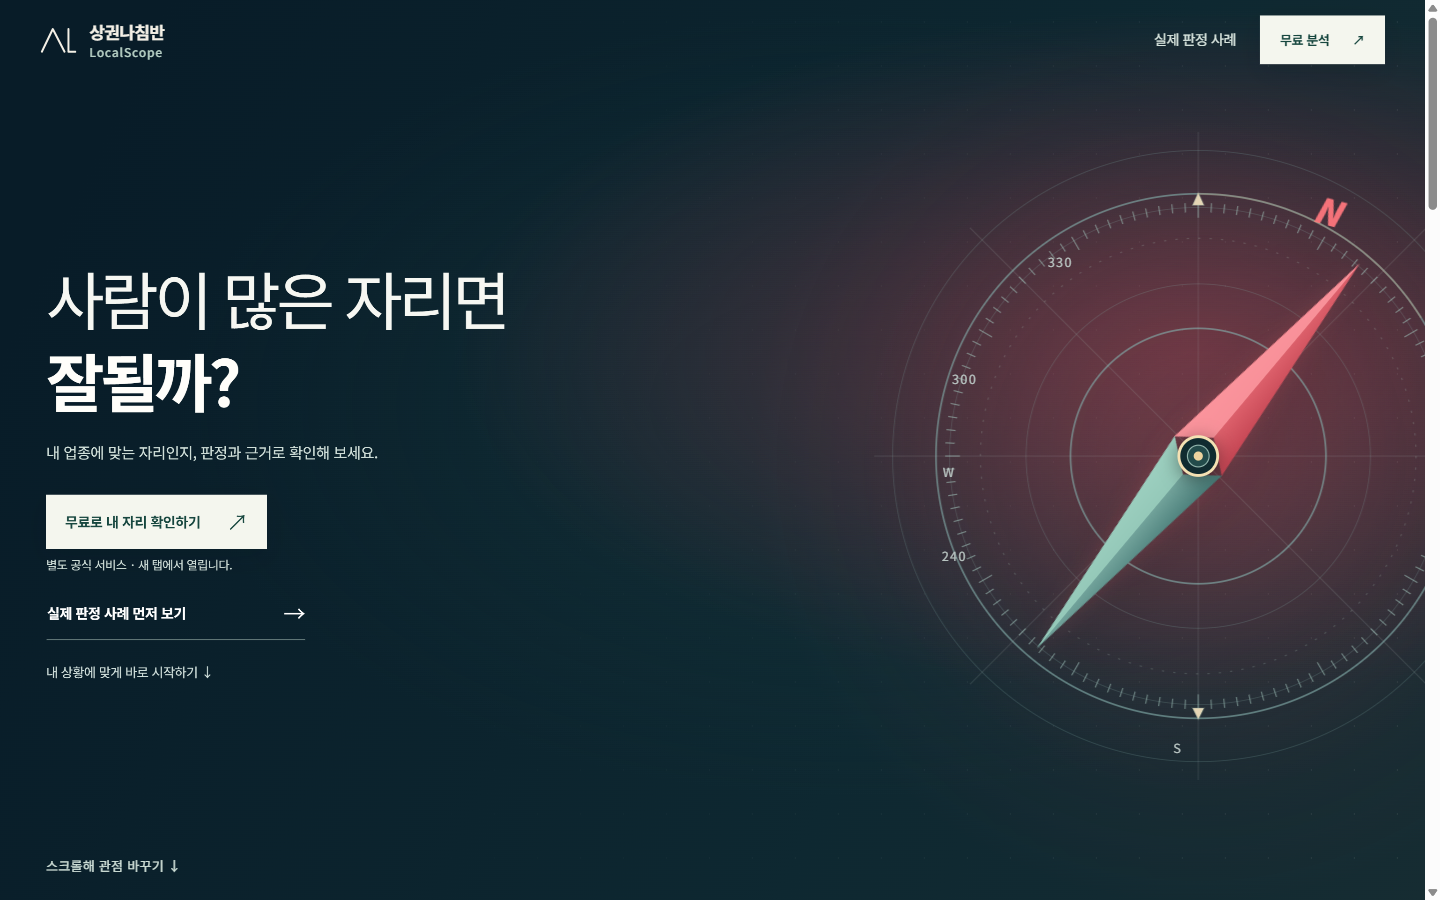 상권나침반
LocalScope
실제 판정 사례
무료 분석 ↗
사람이 많은 자리면
잘될까?
내 업종에 맞는 자리인지, 판정과 근거로 확인해 보세요.
무료로 내 자리 확인하기 ↗
별도 공식 서비스 · 새 탭에서 열립니다.
실제 판정 사례 먼저 보기 →
내 상황에 맞게 바로 시작하기 ↓
스크롤해 관점 바꾸기 ↓
N
330
300
W
240
S